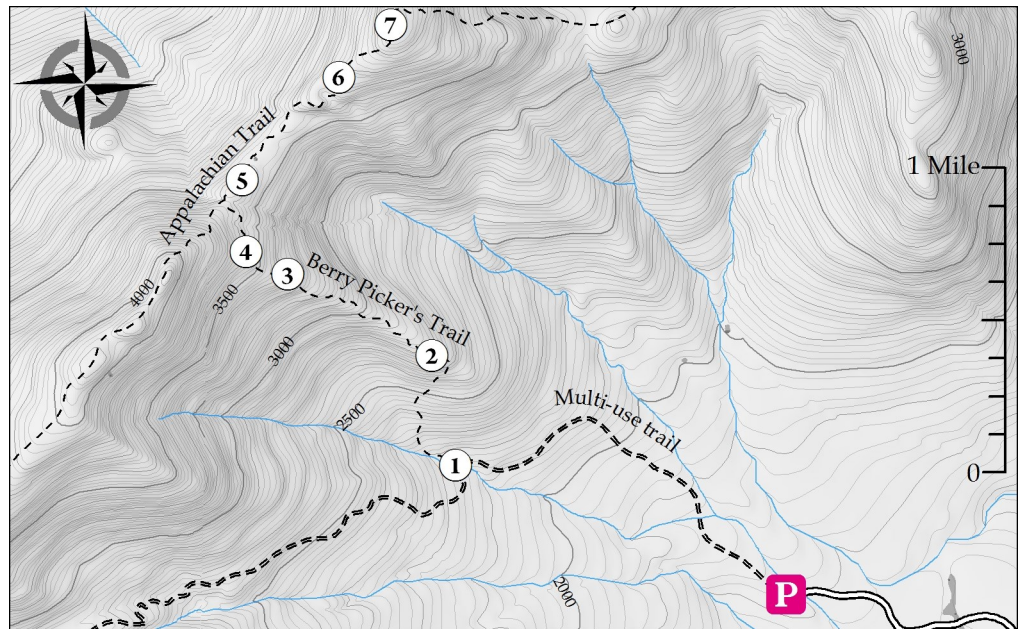 7
3000
6
Appalachian Trail
1 Mile
5
4
3
Berry Picker's Trail
4000
3500
3000
2
Multi-use trail
2500
1
0
2000
P